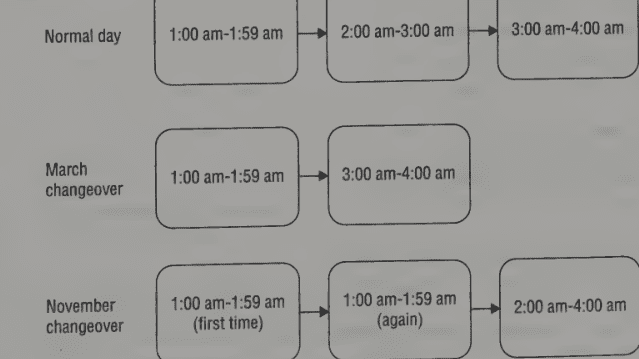 Normal day
1:00 am-1:59 am
2:00 am-3:00 am
3:00 am-4:00 am
March
changeover
1:00 am-1:59 am
3:00 am-4:00 am
November
changeover
1:00 am-1:59 am
(first time)
1:00 am-1:59 am
(again)
2:00 am-4:00 am